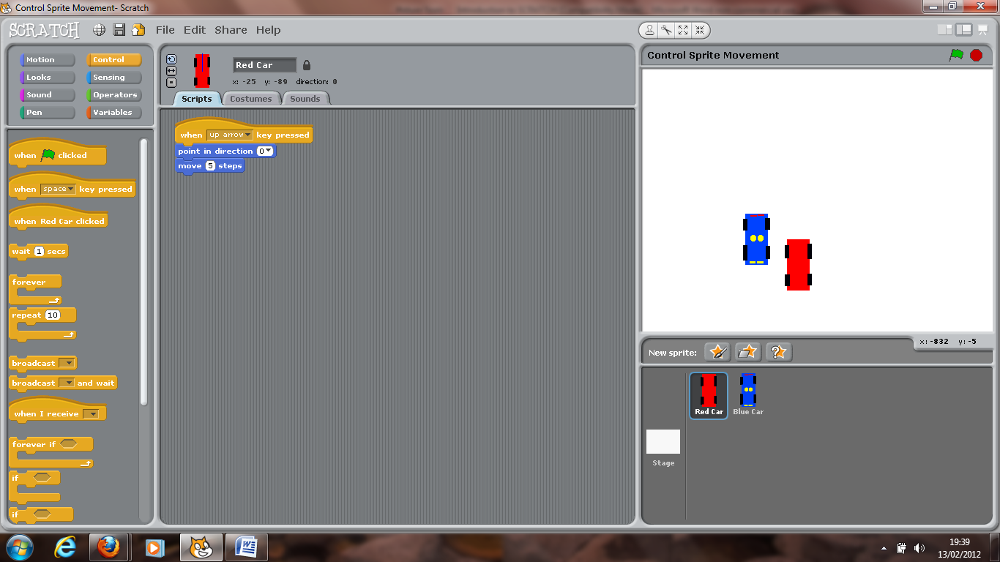 Control Sprite Movement- Scratch
SCRATCH File Edit Share Help
Motion Control
Looks Sensing
Sound Operators
Pen Variables
when clicked
when space key pressed
when Red Car clicked
wait 1 secs
forever
repeat 10
broadcast
broadcast and wait
when I receive
forever if
if
if
Red Car
x: -25 y: -89 direction: 0
Scripts Costumes Sounds
when up arrow key pressed
point in direction 0
move 5 steps
Control Sprite Movement
x: -832 y: -5
New sprite:
Red Car Blue Car
Stage
19:39
13/02/2012